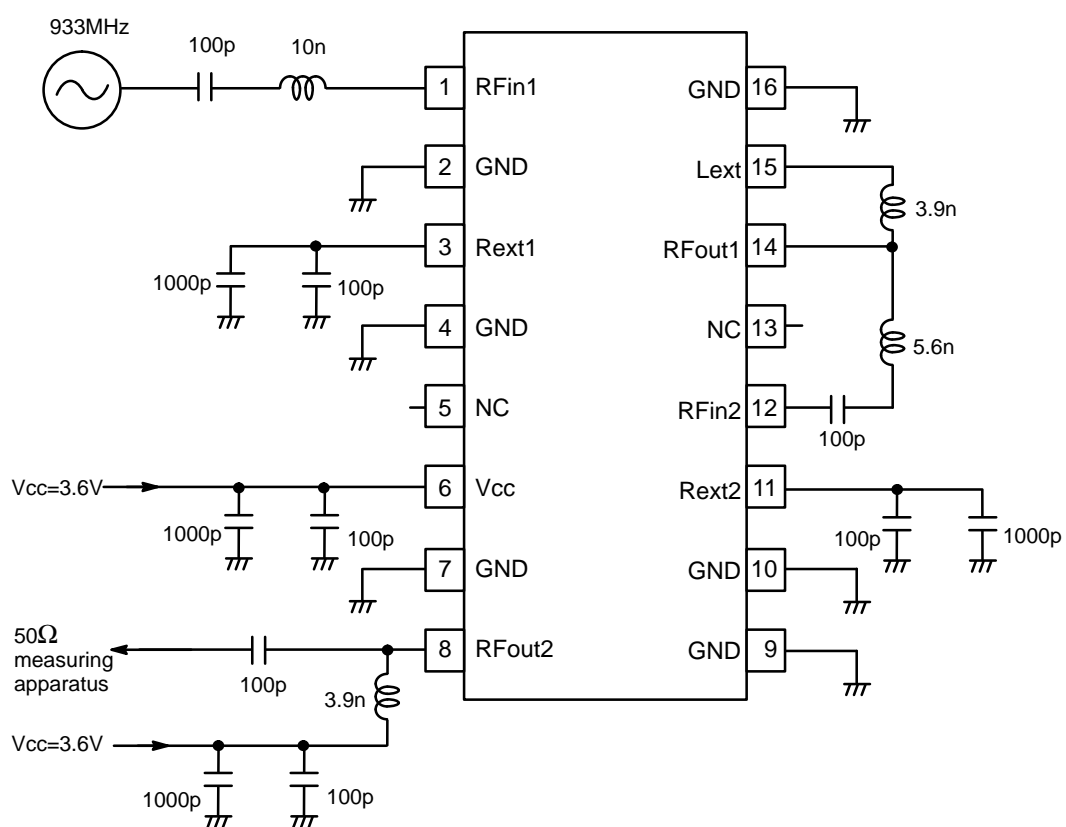 933MHz
100p
10n
1
RFin1
GND
16
2
GND
Lext
15
3.9n
3
Rext1
RFout1
14
1000p
100p
4
GND
NC
13
5.6n
5
NC
RFin2
12
100p
Vcc=3.6V
6
Vcc
Rext2
11
1000p
100p
100p
1000p
7
GND
GND
10
50Ω
measuring
apparatus
8
RFout2
GND
9
100p
3.9n
Vcc=3.6V
1000p
100p